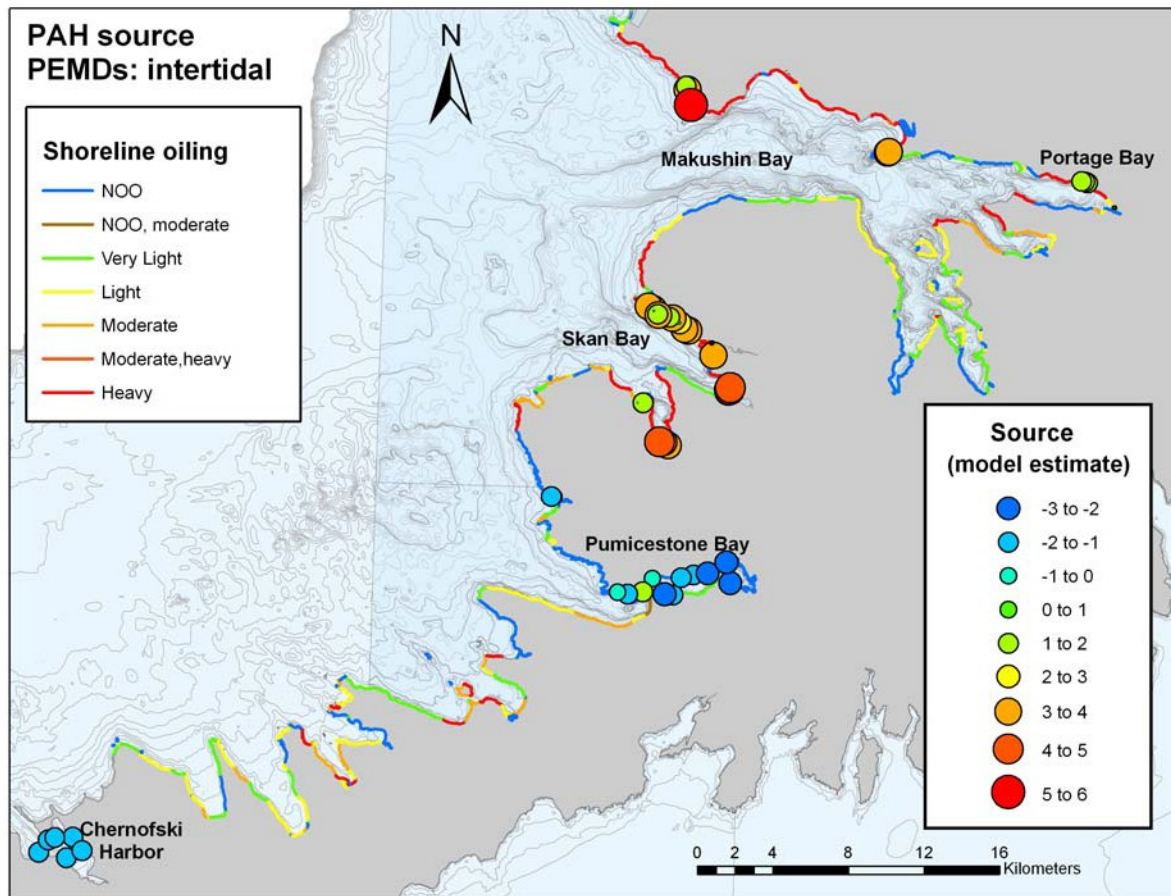 PAH source
PEMDs: intertidal
N
Shoreline oiling
NOO
NOO, moderate
Very Light
Light
Moderate
Moderate,heavy
Heavy
Makushin Bay
Portage Bay
Skan Bay
Pumicestone Bay
Chernofski
Harbor
Source
(model estimate)
-3 to -2
-2 to -1
-1 to 0
0 to 1
1 to 2
2 to 3
3 to 4
4 to 5
5 to 6
0 2 4 8 12 16
Kilometers